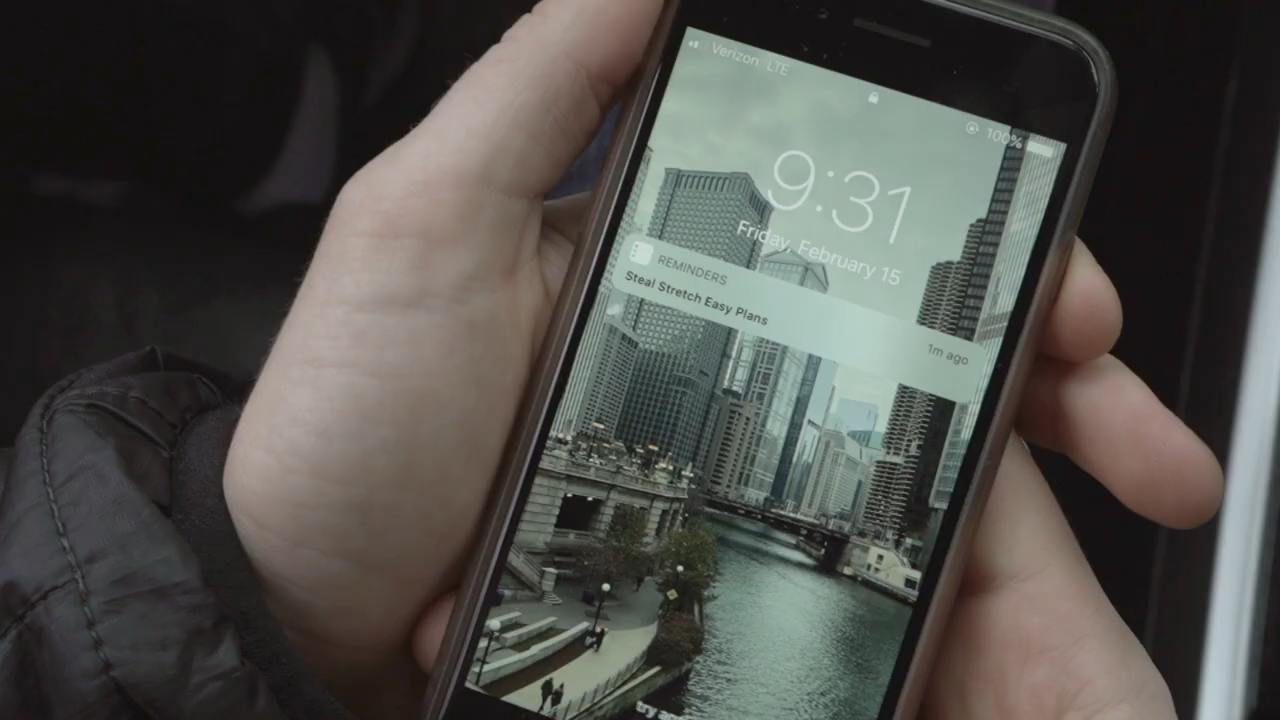 Verizon LTE
100%
9:31
Friday, February 15
REMINDERS
1m ago
Steal Stretch Easy Plans